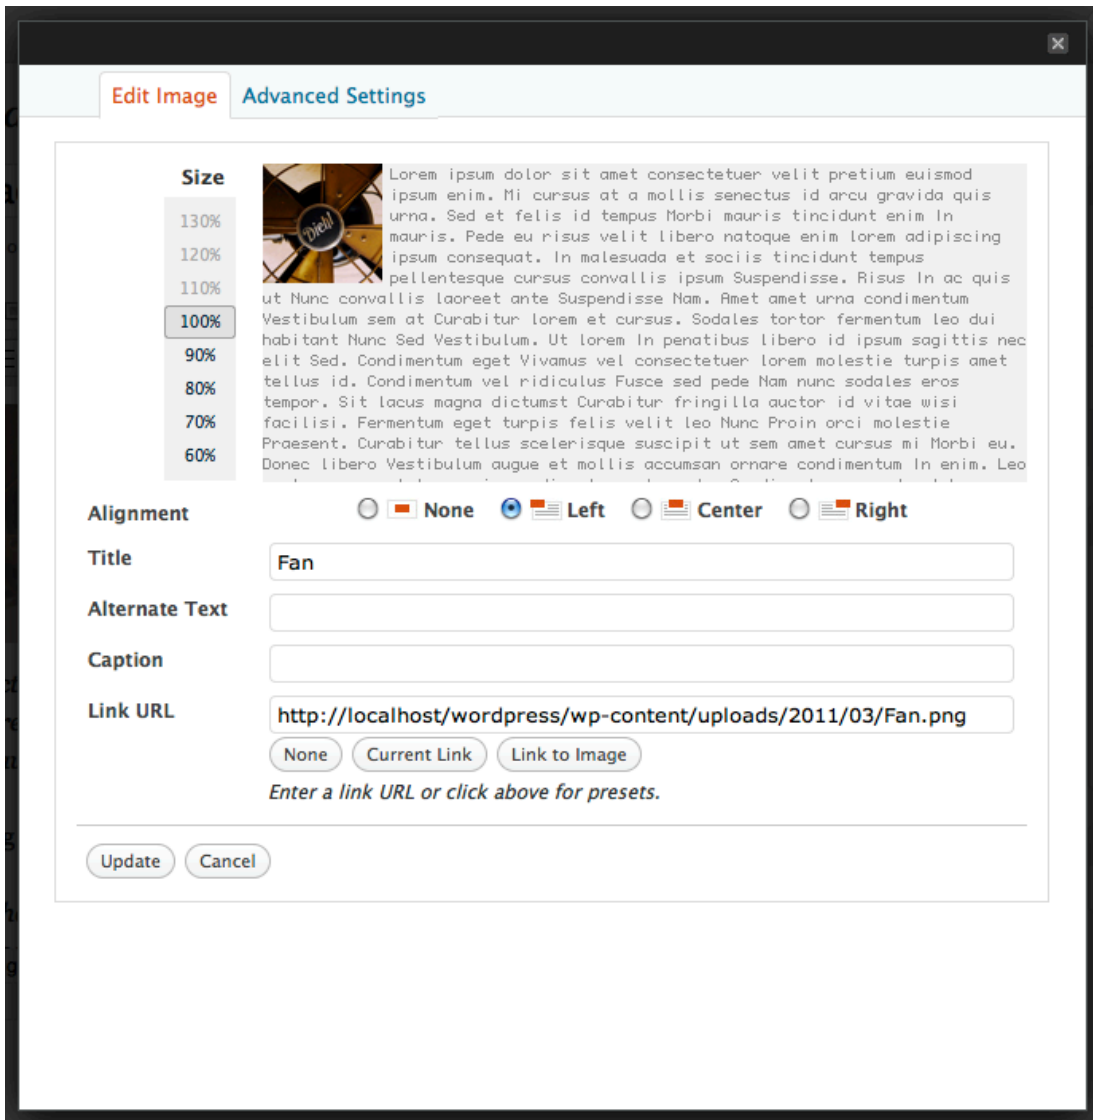 Edit Image Advanced Settings
Size
130%
120%
110%
100%
90%
80%
70%
60%
Diehl
Lorem ipsum dolor sit amet consectetuer velit pretium euismod
ipsum enim. Mi cursus at a mollis senectus id arcu gravida quis
urna. Sed et felis id tempus Morbi mauris tincidunt enim In
mauris. Pede eu risus velit libero natoque enim lorem adipiscing
ipsum consequat. In malesuada et sociis tincidunt tempus
pellentesque cursus convallis ipsum Suspendisse. Risus In ac quis
ut Nunc convallis laoreet ante Suspendisse Nam. Amet amet urna condimentum
Vestibulum sem at Curabitur lorem et cursus. Sodales tortor fermentum leo dui
habitant Nunc Sed Vestibulum. Ut lorem In penatibus libero id ipsum sagittis nec
elit Sed. Condimentum eget Vivamus vel consectetuer lorem molestie turpis amet
tellus id. Condimentum vel ridiculus Fusce sed pede Nam nunc sodales eros
tempor. Sit lacus magna dictumst Curabitur fringilla auctor id vitae wisi
facilisi. Fermentum eget turpis felis velit leo Nunc Proin orci molestie
Praesent. Curabitur tellus scelerisque suscipit ut sem amet cursus mi Morbi eu.
Donec libero Vestibulum augue et mollis accumsan ornare condimentum In enim. Leo
Alignment None Left Center Right
Title Fan
Alternate Text
Caption
Link URL http://localhost/wordpress/wp-content/uploads/2011/03/Fan.png
None Current Link Link to Image
Enter a link URL or click above for presets.
Update Cancel